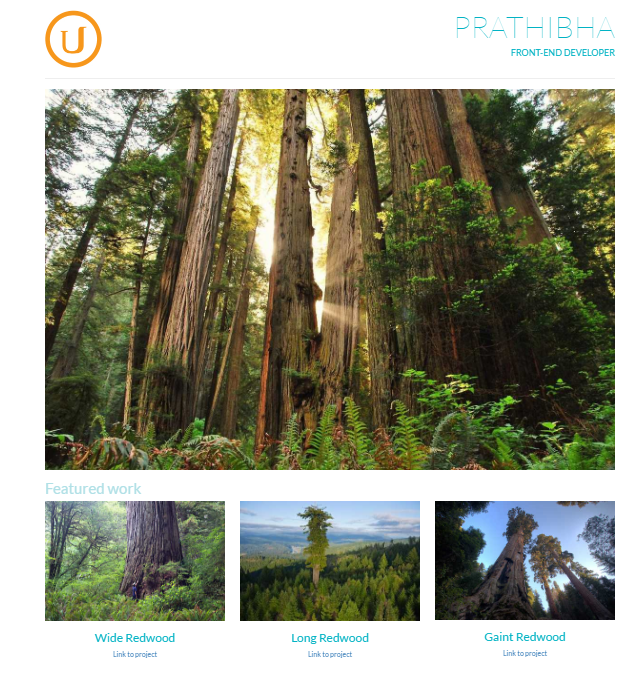 U
PRATHIBHA
FRONT-END DEVELOPER
Featured work
Wide Redwood
Link to project
Long Redwood
Link to project
Gaint Redwood
Link to project